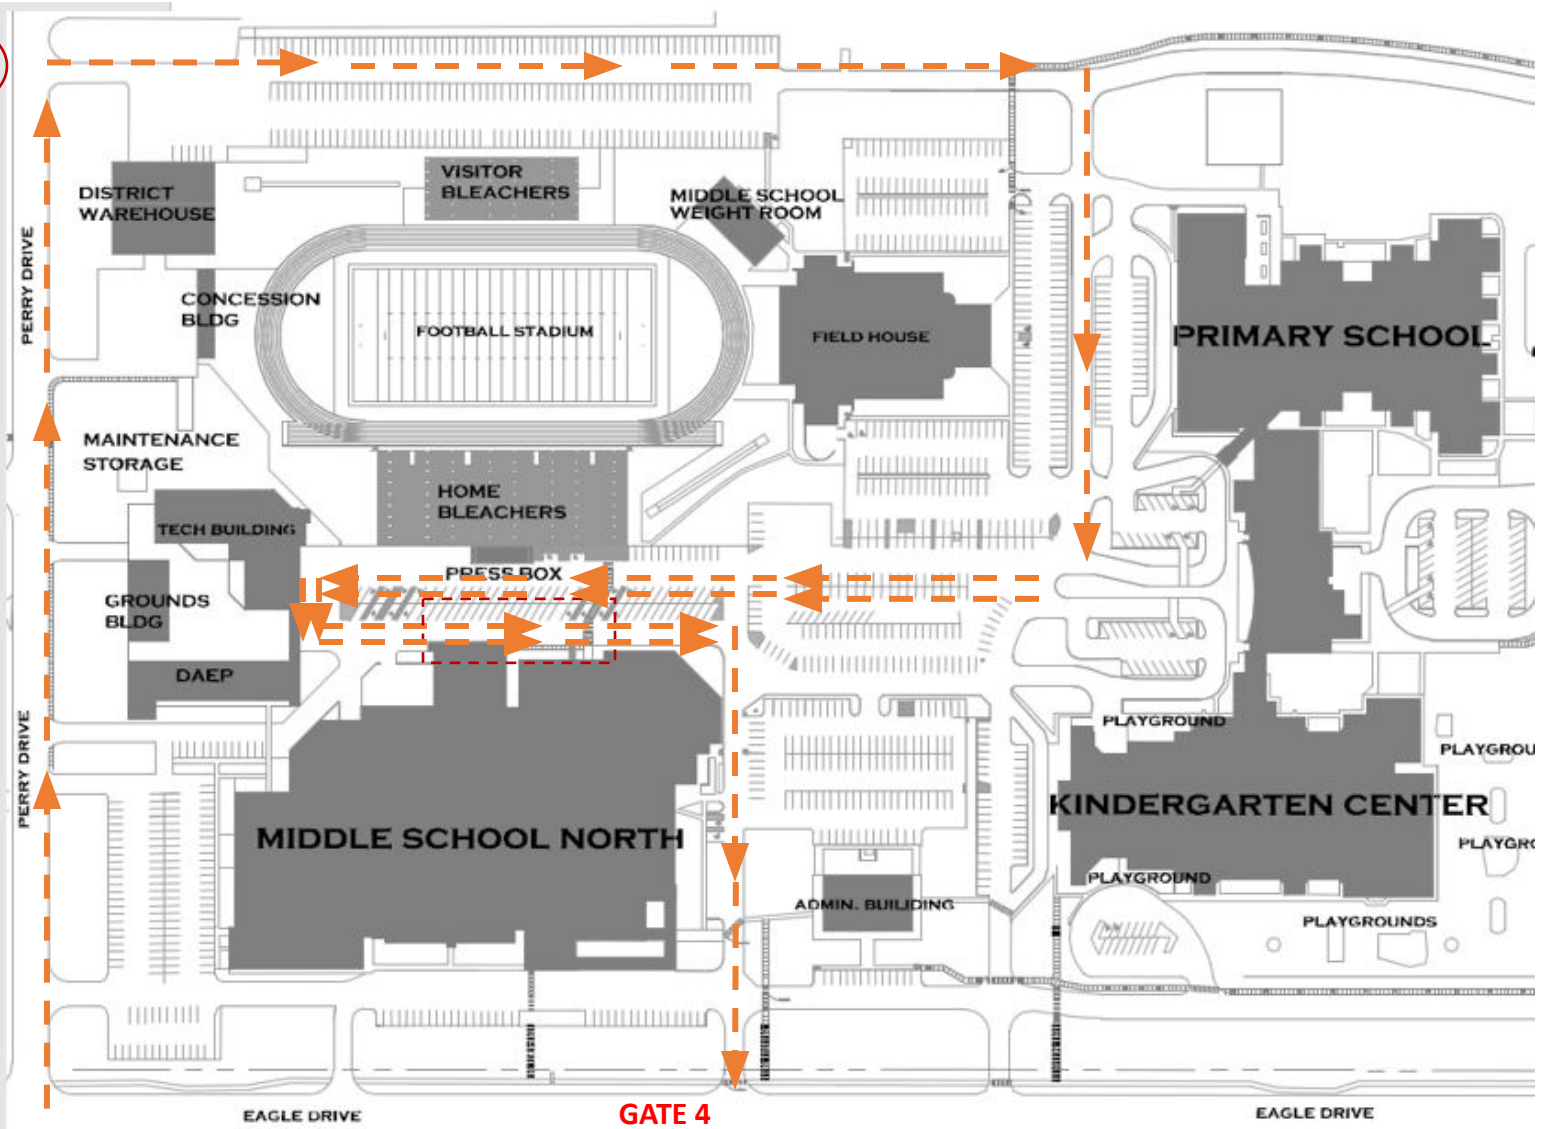 VISITOR
BLEACHERS
DISTRICT
WAREHOUSE
MIDDLE SCHOOL
WEIGHT ROOM
PERRY DRIVE
CONCESSION
BLDG
FOOTBALL STADIUM
FIELD HOUSE
PRIMARY SCHOOL
MAINTENANCE
STORAGE
HOME
BLEACHERS
TECH BUILDING
PRESS BOX
GROUNDS
BLDG
DAEP
PERRY DRIVE
PLAYGROUND
PLAYGROU
MIDDLE SCHOOL NORTH
KINDERGARTEN CENTER
PLAYGRO
PLAYGROUND
ADMIN. BUILDING
PLAYGROUNDS
EAGLE DRIVE
GATE 4
EAGLE DRIVE